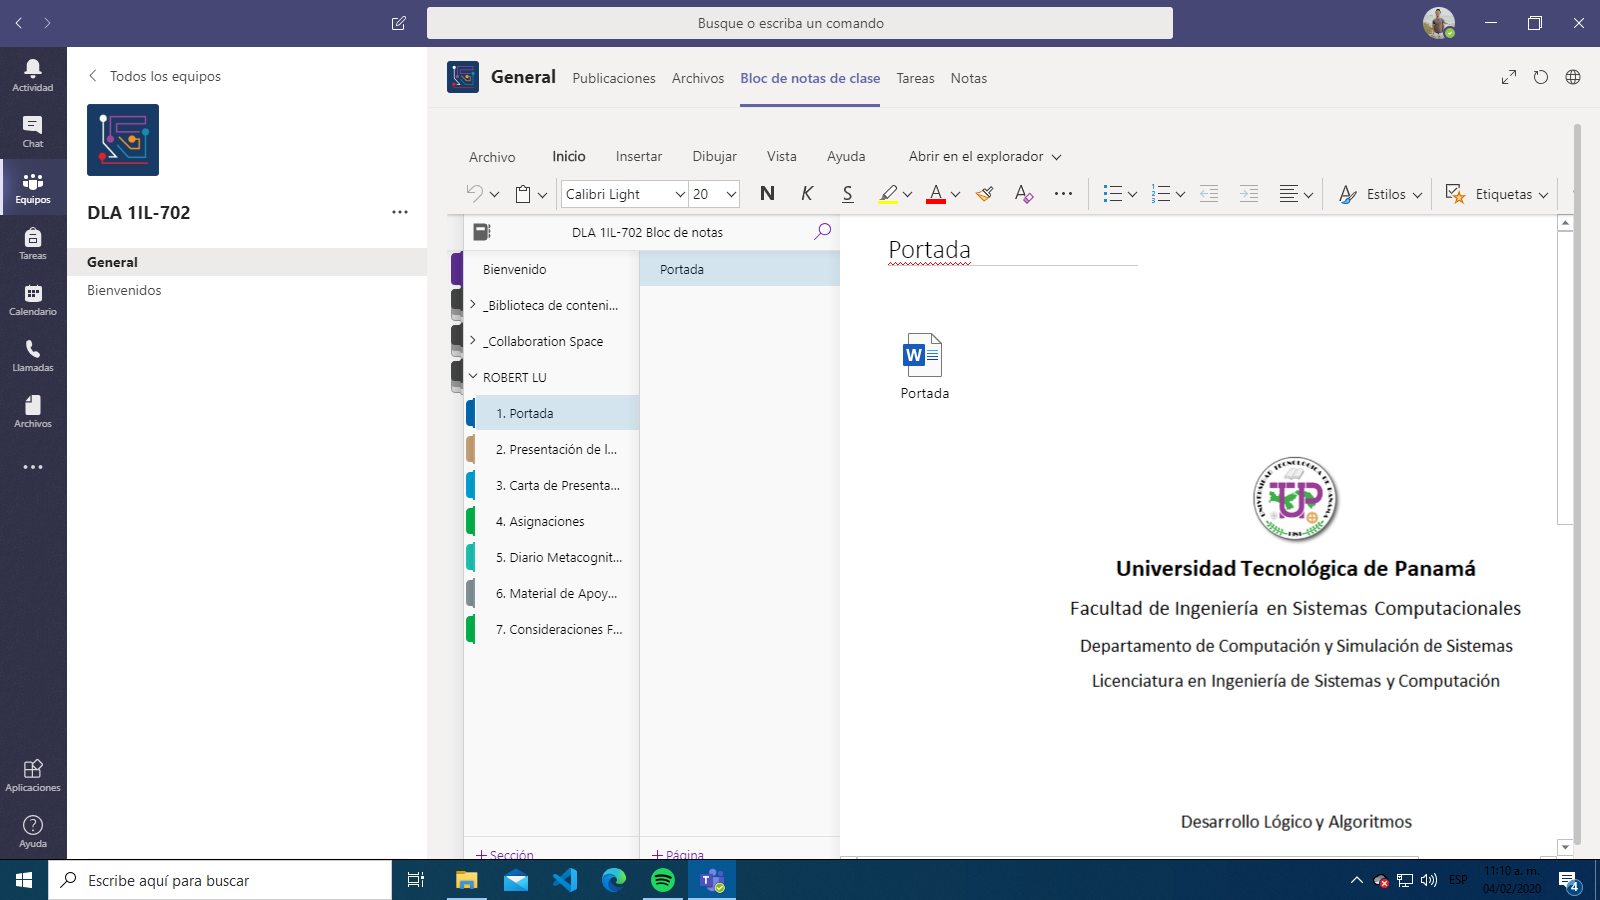 Busque o escriba un comando
Actividad
Chat
Equipos
Tareas
Calendario
Llamadas
Archivos
Aplicaciones
Ayuda
Todos los equipos
DLA 1IL-702
General
Bienvenidos
General
Publicaciones
Archivos
Bloc de notas de clase
Tareas
Notas
Archivo
Inicio
Insertar
Dibujar
Vista
Ayuda
Abrir en el explorador
Calibri Light
20
N
K
S
A
A
Estilos
Etiquetas
DLA 1IL-702 Bloc de notas
Bienvenido
_Biblioteca de conteni...
_Collaboration Space
ROBERT LU
1. Portada
2. Presentación de l...
3. Carta de Presenta...
4. Asignaciones
5. Diario Metacognit...
6. Material de Apoy...
7. Consideraciones F...
+ Sección
Portada
+ Página
Portada
W
Portada
UNIVERSIDAD TECNOLÓGICA DE PANAMÁ
UTP
1981
Universidad Tecnológica de Panamá
Facultad de Ingeniería en Sistemas Computacionales
Departamento de Computación y Simulación de Sistemas
Licenciatura en Ingeniería de Sistemas y Computación
Desarrollo Lógico y Algoritmos
Escribe aquí para buscar
ESP
11:10 a. m.
04/02/2020
4